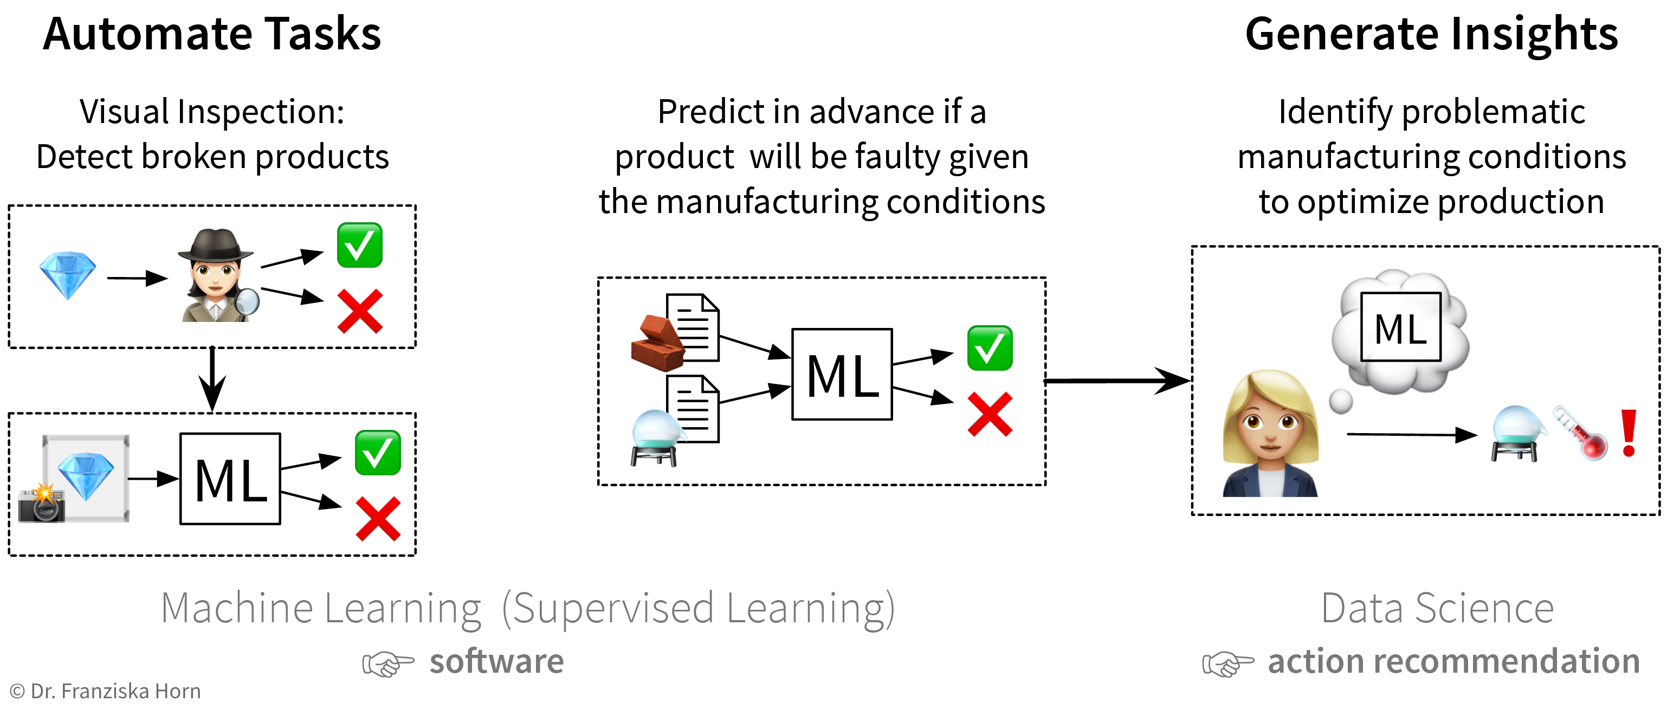 Automate Tasks
Visual Inspection:
Detect broken products
ML
Predict in advance if a
product will be faulty given
the manufacturing conditions
ML
Generate Insights
Identify problematic
manufacturing conditions
to optimize production
ML
Machine Learning (Supervised Learning)
software
Data Science
action recommendation
© Dr. Franziska Horn